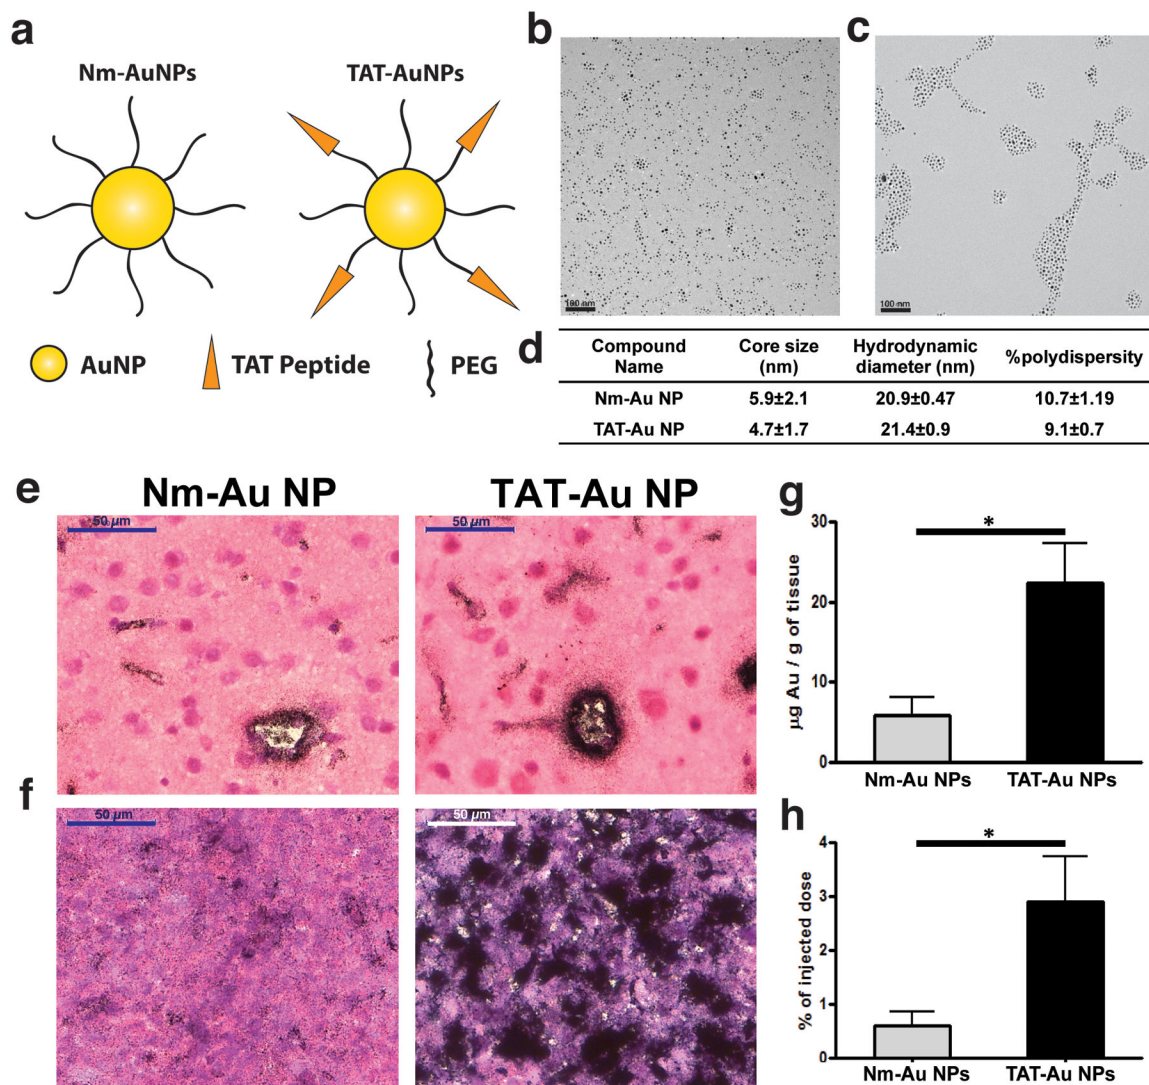 a
Nm-AuNPs
TAT-AuNPs
AuNP
TAT Peptide
PEG
b
100 nm
c
100 nm
d
Compound Name Core size (nm) Hydrodynamic diameter (nm) %polydispersity
Nm-Au NP 5.9±2.1 20.9±0.47 10.7±1.19
TAT-Au NP 4.7±1.7 21.4±0.9 9.1±0.7
e
Nm-Au NP
TAT-Au NP
50 µm
50 µm
f
50 µm
50 µm
g
*
30
20
10
0
µg Au / g of tissue
Nm-Au NPs
TAT-Au NPs
h
*
4
3
2
1
0
% of injected dose
Nm-Au NPs
TAT-Au NPs